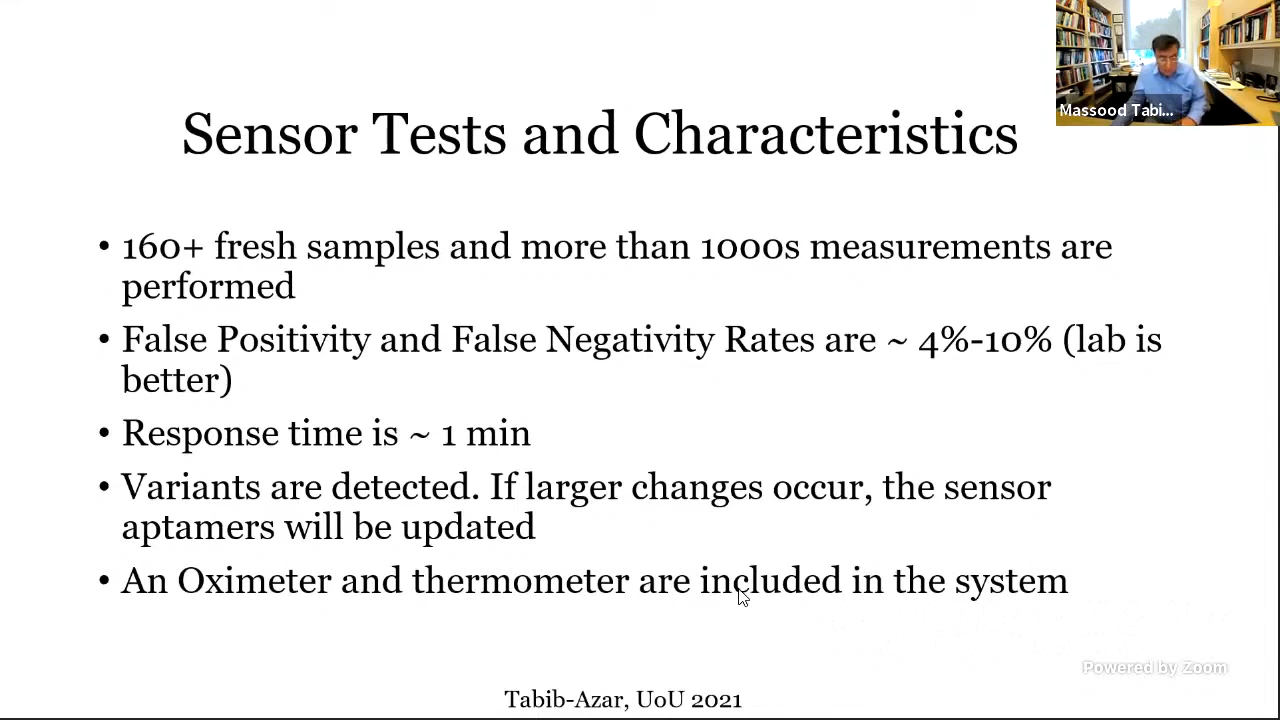 Massood Tabi...
Sensor Tests and Characteristics
• 160+ fresh samples and more than 1000s measurements are
performed
• False Positivity and False Negativity Rates are ~ 4%-10% (lab is
better)
• Response time is ~ 1 min
• Variants are detected. If larger changes occur, the sensor
aptamers will be updated
• An Oximeter and thermometer are included in the system
Powered by Zoom
Tabib-Azar, UoU 2021